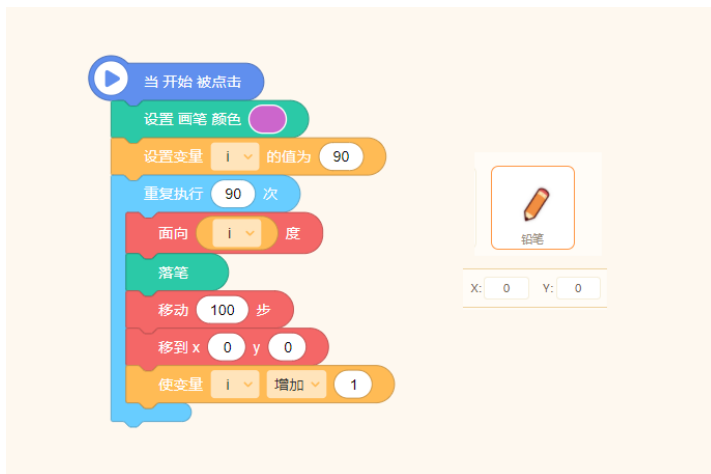 当 开始 被点击
设置 画笔 颜色
设置变量 i 的值为 90
重复执行 90 次
面向 i 度
落笔
移动 100 步
移到 x 0 y 0
使变量 i 增加 1
铅笔
X: 0 Y: 0